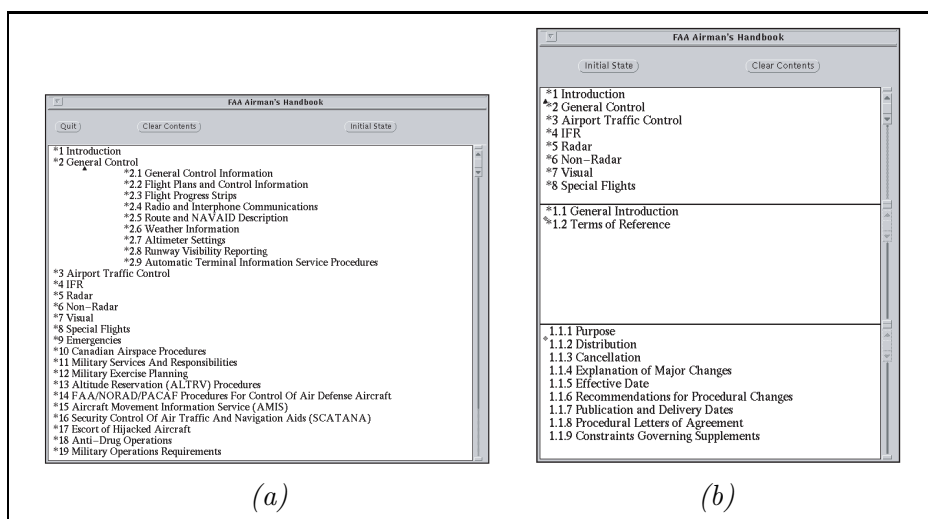 FAA Airman's Handbook
Quit
Clear Contents
Initial State
*1 Introduction
*2 General Control
*2.1 General Control Information
*2.2 Flight Plans and Control Information
*2.3 Flight Progress Strips
*2.4 Radio and Interphone Communications
*2.5 Route and NAVAID Description
*2.6 Weather Information
*2.7 Altimeter Settings
*2.8 Runway Visibility Reporting
*2.9 Automatic Terminal Information Service Procedures
*3 Airport Traffic Control
*4 IFR
*5 Radar
*6 Non-Radar
*7 Visual
*8 Special Flights
*9 Emergencies
*10 Canadian Airspace Procedures
*11 Military Services And Responsibilities
*12 Military Exercise Planning
*13 Altitude Reservation (ALTRV) Procedures
*14 FAA/NORAD/PACAF Procedures For Control Of Air Defense Aircraft
*15 Aircraft Movement Information Service (AMIS)
*16 Security Control Of Air Traffic And Navigation Aids (SCATANA)
*17 Escort of Hijacked Aircraft
*18 Anti-Drug Operations
*19 Military Operations Requirements
(a)
FAA Airman's Handbook
Initial State
Clear Contents
*1 Introduction
*2 General Control
*3 Airport Traffic Control
*4 IFR
*5 Radar
*6 Non-Radar
*7 Visual
*8 Special Flights
*1.1 General Introduction
*1.2 Terms of Reference
1.1.1 Purpose
1.1.2 Distribution
1.1.3 Cancellation
1.1.4 Explanation of Major Changes
1.1.5 Effective Date
1.1.6 Recommendations for Procedural Changes
1.1.7 Publication and Delivery Dates
1.1.8 Procedural Letters of Agreement
1.1.9 Constraints Governing Supplements
(b)